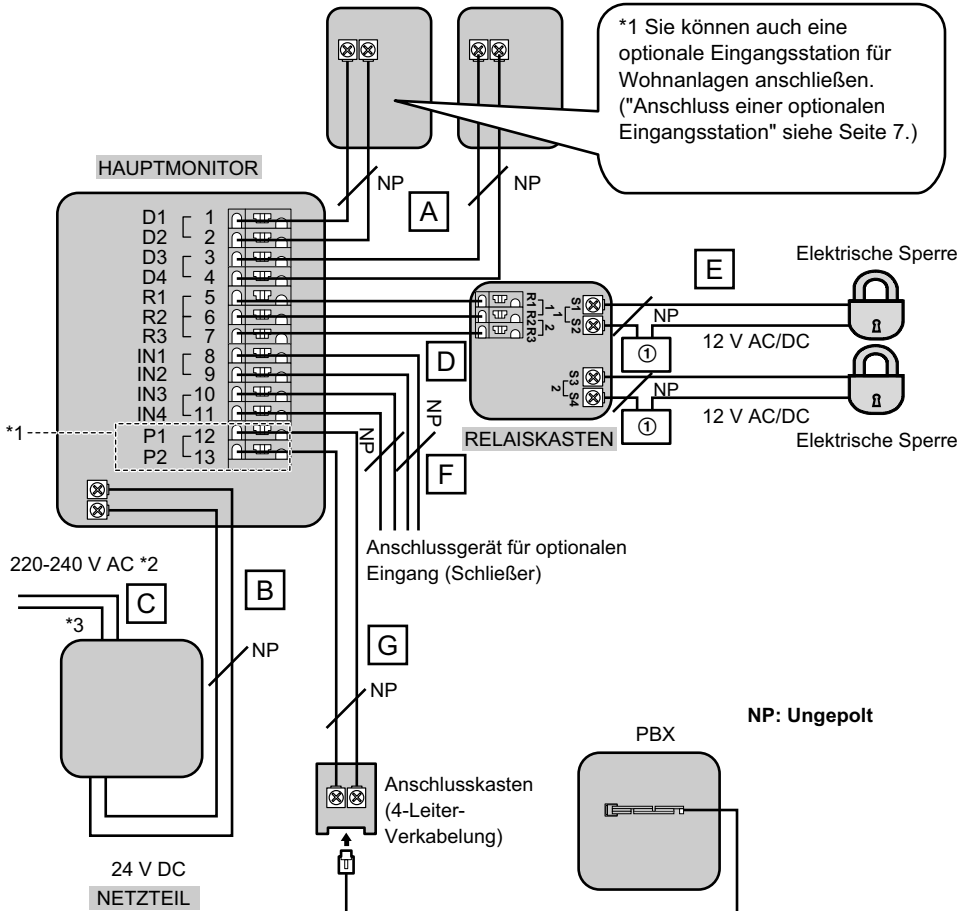 *1 Sie können auch eine
optionale Eingangsstation für
Wohnanlagen anschließen.
("Anschluss einer optionalen
Eingangsstation" siehe Seite 7.)
HAUPTMONITOR
NP
A
NP
D1 1
D2 2
D3 3
D4 4
R1 5
R2 6
R3 7
IN1 8
IN2 9
IN3 10
IN4 11
*1
P1 12
P2 13
R1
R2
R3
1
2
1
S1
S2
2
S3
S4
RELAISKASTEN
D
E
Elektrische Sperre
NP
①
12 V AC/DC
NP
①
12 V AC/DC
Elektrische Sperre
NP
NP
F
Anschlussgerät für optionalen
Eingang (Schließer)
220-240 V AC *2
C
*3
B
NP
G
NP
24 V DC
NETZTEIL
Anschlusskasten
(4-Leiter-
Verkabelung)
NP: Ungepolt
PBX